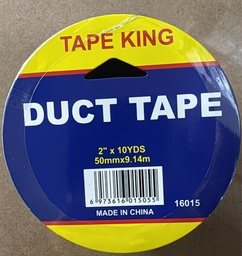 TAPE KING
DUCT TAPE
2" x 10YDS
50mmx9.14m
6 973616 015055
16015
MADE IN CHINA